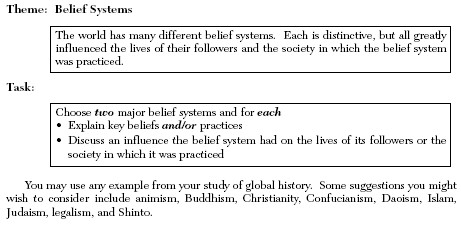 Theme: Belief Systems
The world has many different belief systems. Each is distinctive, but all greatly
influenced the lives of their followers and the society in which the belief system
was practiced.
Task:
Choose two major belief systems and for each
• Explain key beliefs and/or practices
• Discuss an influence the belief system had on the lives of its followers or the
society in which it was practiced
You may use any example from your study of global history. Some suggestions you might
wish to consider include animism, Buddhism, Christianity, Confucianism, Daoism, Islam,
Judaism, legalism, and Shinto.